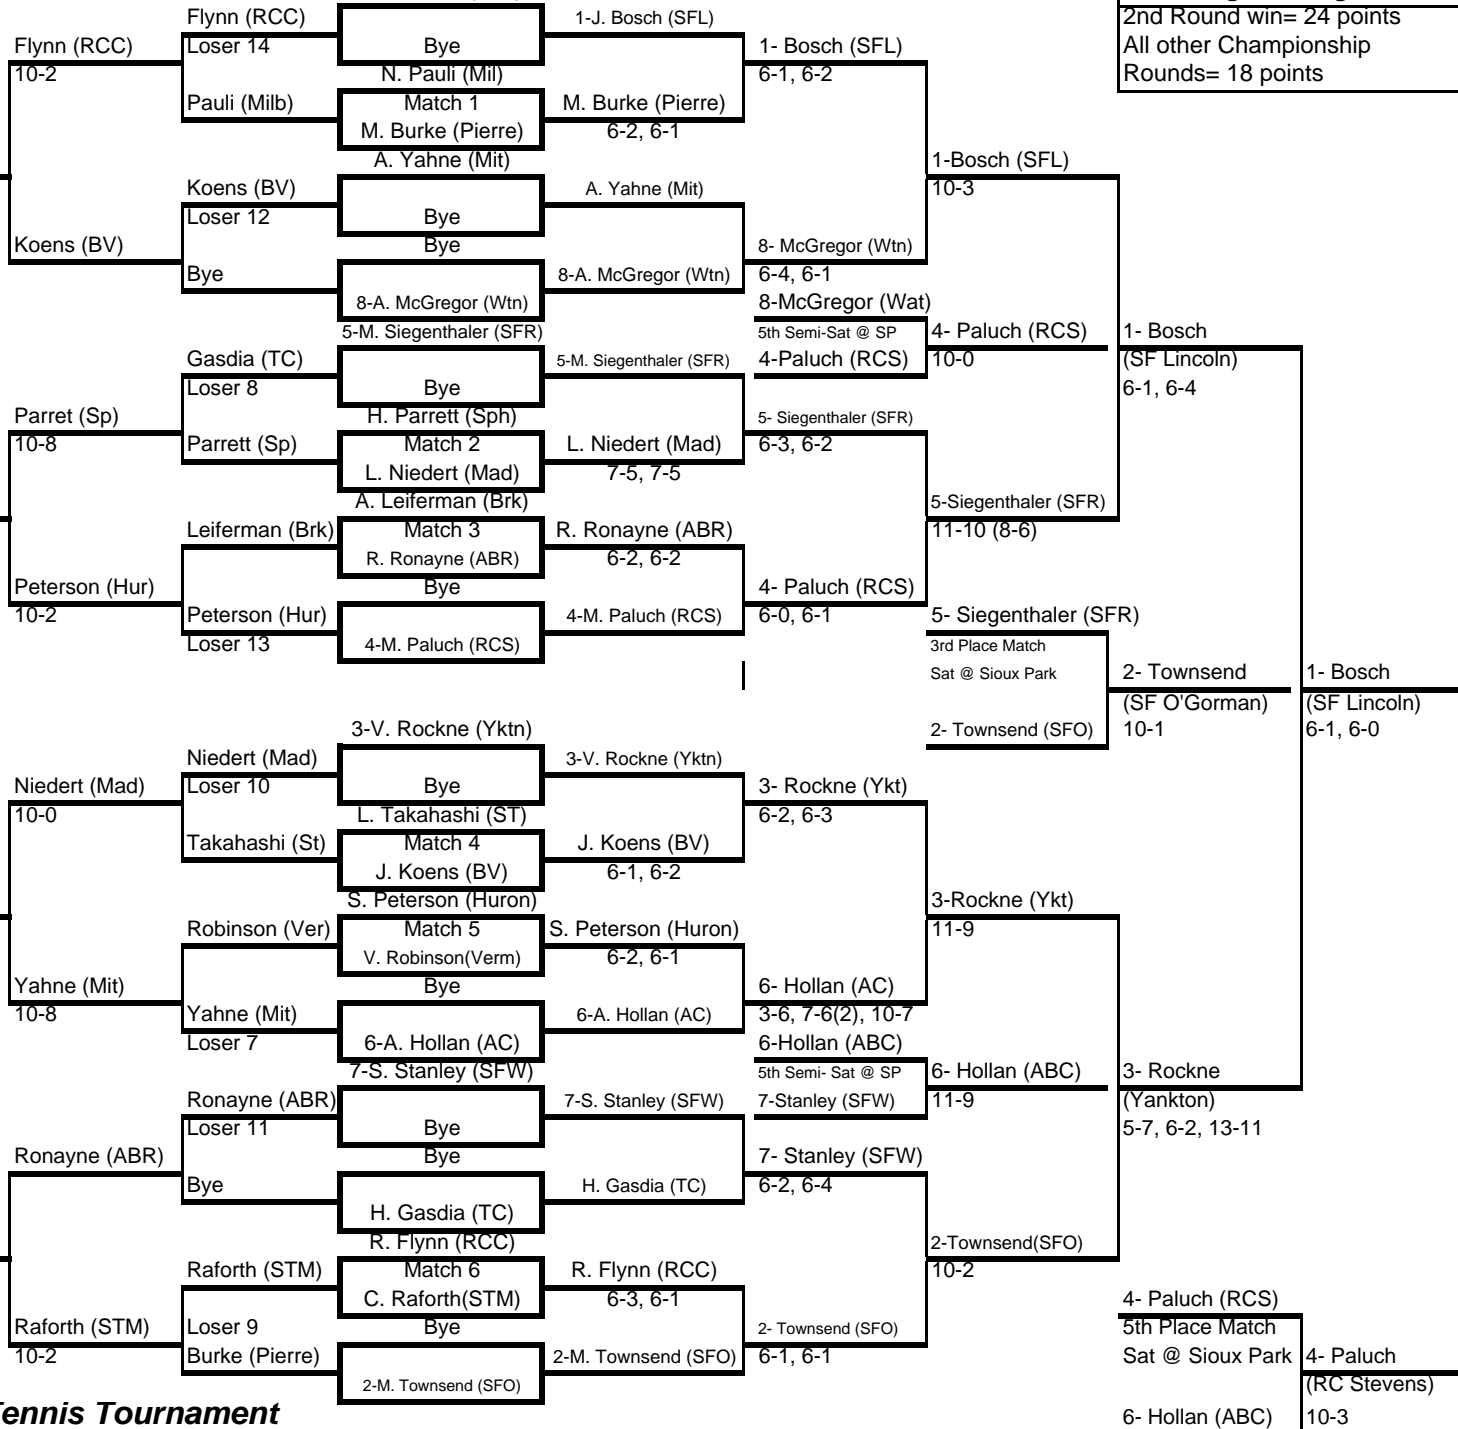 Flynn (RCC)
1-J. Bosch (SFL)
2nd Round win= 24 points
Flynn (RCC)
Loser 14
Bye
1- Bosch (SFL)
All other Championship
10-2
N. Pauli (Mil)
6-1, 6-2
Rounds= 18 points
Pauli (Milb)
Match 1
M. Burke (Pierre)
M. Burke (Pierre)
6-2, 6-1
A. Yahne (Mit)
1-Bosch (SFL)
Koens (BV)
A. Yahne (Mit)
10-3
Loser 12
Bye
Koens (BV)
Bye
8- McGregor (Wtn)
Bye
8-A. McGregor (Wtn)
6-4, 6-1
8-A. McGregor (Wtn)
8-McGregor (Wat)
5-M. Siegenthaler (SFR)
5th Semi-Sat @ SP
4- Paluch (RCS)
1- Bosch
Gasdia (TC)
5-M. Siegenthaler (SFR)
4-Paluch (RCS)
10-0
(SF Lincoln)
Loser 8
Bye
6-1, 6-4
Parret (Sp)
H. Parrett (Sph)
5- Siegenthaler (SFR)
10-8
Parrett (Sp)
Match 2
L. Niedert (Mad)
6-3, 6-2
L. Niedert (Mad)
7-5, 7-5
A. Leiferman (Brk)
5-Siegenthaler (SFR)
Leiferman (Brk)
Match 3
R. Ronayne (ABR)
11-10 (8-6)
R. Ronayne (ABR)
6-2, 6-2
Peterson (Hur)
Bye
4- Paluch (RCS)
10-2
Peterson (Hur)
4-M. Paluch (RCS)
6-0, 6-1
5- Siegenthaler (SFR)
Loser 13
4-M. Paluch (RCS)
3rd Place Match
Sat @ Sioux Park
2- Townsend
1- Bosch
(SF O'Gorman)
(SF Lincoln)
3-V. Rockne (Yktn)
2- Townsend (SFO)
10-1
6-1, 6-0
Niedert (Mad)
3-V. Rockne (Yktn)
Niedert (Mad)
Loser 10
Bye
3- Rockne (Ykt)
10-0
L. Takahashi (ST)
6-2, 6-3
Takahashi (St)
Match 4
J. Koens (BV)
J. Koens (BV)
6-1, 6-2
S. Peterson (Huron)
3-Rockne (Ykt)
Robinson (Ver)
Match 5
S. Peterson (Huron)
11-9
V. Robinson(Verm)
6-2, 6-1
Yahne (Mit)
Bye
6- Hollan (AC)
10-8
Yahne (Mit)
6-A. Hollan (AC)
3-6, 7-6(2), 10-7
Loser 7
6-A. Hollan (AC)
6-Hollan (ABC)
7-S. Stanley (SFW)
5th Semi- Sat @ SP
6- Hollan (ABC)
3- Rockne
Ronayne (ABR)
7-S. Stanley (SFW)
7-Stanley (SFW)
11-9
(Yankton)
Loser 11
Bye
5-7, 6-2, 13-11
Ronayne (ABR)
Bye
7- Stanley (SFW)
Bye
H. Gasdia (TC)
6-2, 6-4
H. Gasdia (TC)
R. Flynn (RCC)
2-Townsend(SFO)
Raforth (STM)
Match 6
R. Flynn (RCC)
10-2
C. Raforth(STM)
6-3, 6-1
4- Paluch (RCS)
Raforth (STM)
Loser 9
Bye
2- Townsend (SFO)
5th Place Match
10-2
Burke (Pierre)
2-M. Townsend (SFO)
6-1, 6-1
Sat @ Sioux Park
4- Paluch
2-M. Townsend (SFO)
(RC Stevens)
Tennis Tournament
6- Hollan (ABC)
10-3